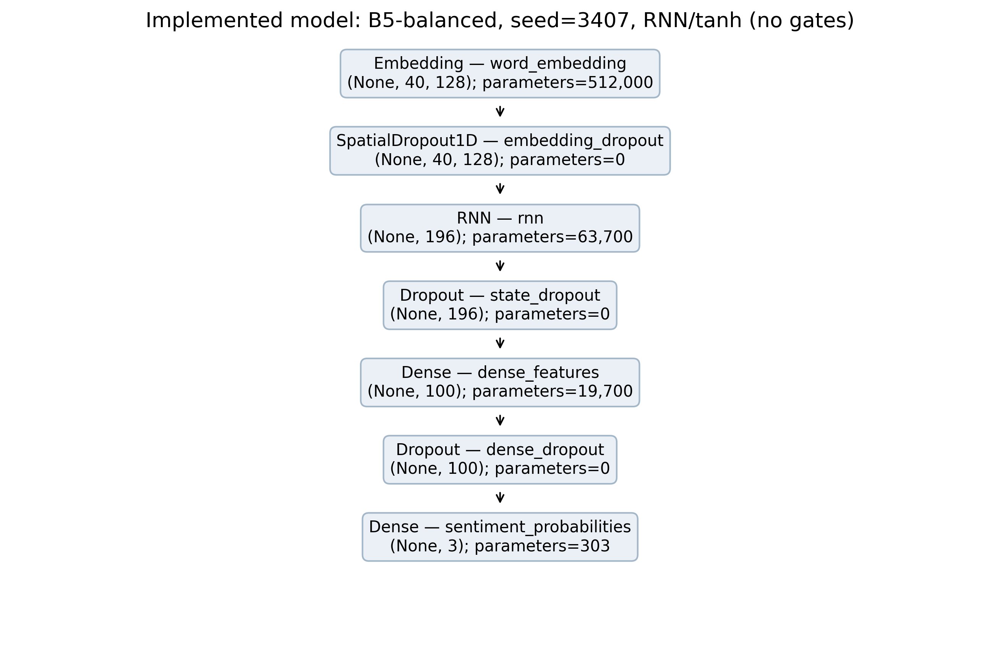 Implemented model: B5-balanced, seed=3407, RNN/tanh (no gates)
Embedding — word_embedding
(None, 40, 128); parameters=512,000
SpatialDropout1D — embedding_dropout
(None, 40, 128); parameters=0
RNN — rnn
(None, 196); parameters=63,700
Dropout — state_dropout
(None, 196); parameters=0
Dense — dense_features
(None, 100); parameters=19,700
Dropout — dense_dropout
(None, 100); parameters=0
Dense — sentiment_probabilities
(None, 3); parameters=303